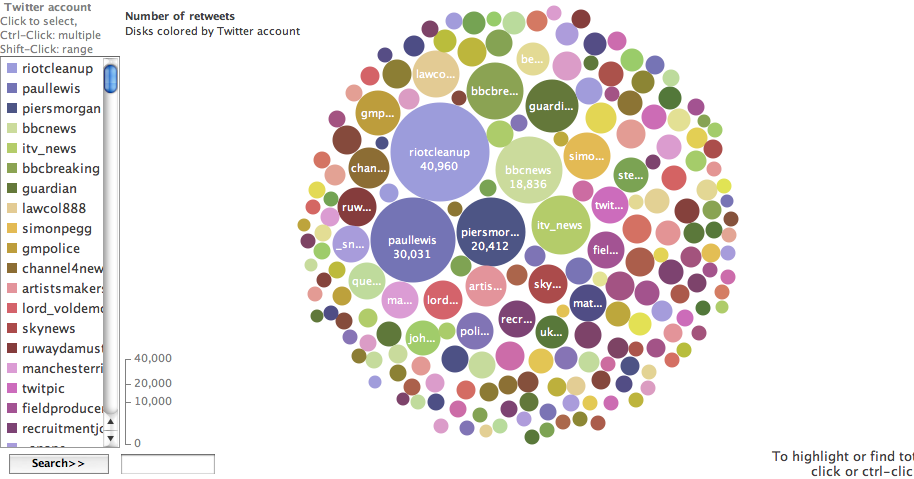 Twitter account
Click to select,
Ctrl-Click: multiple
Shift-Click: range
Number of retweets
Disks colored by Twitter account
riotcleanup
paullewis
piersmorgan
bbcnews
itv_news
bbcbreaking
guardian
lawcol888
simonpegg
gmpolice
channel4new
artistsmakers
lord_voldemo
skynews
ruwaydamust
manchesterri
twitpic
fieldproducer
recruitmentjo
40,000
20,000
10,000
0
Search>>
lawco...
be...
bbcbre...
guardi...
gmp...
riotcleanup
40,960
simo...
chan...
bbcnews
18,836
ste...
ruw...
twit...
itv_news
piersmor...
20,412
paullewis
30,031
_sn...
fiel...
que...
artis...
sky...
ma...
lord...
mat...
recr...
poli...
uk...
joh...
To highlight or find tot
click or ctrl-clic